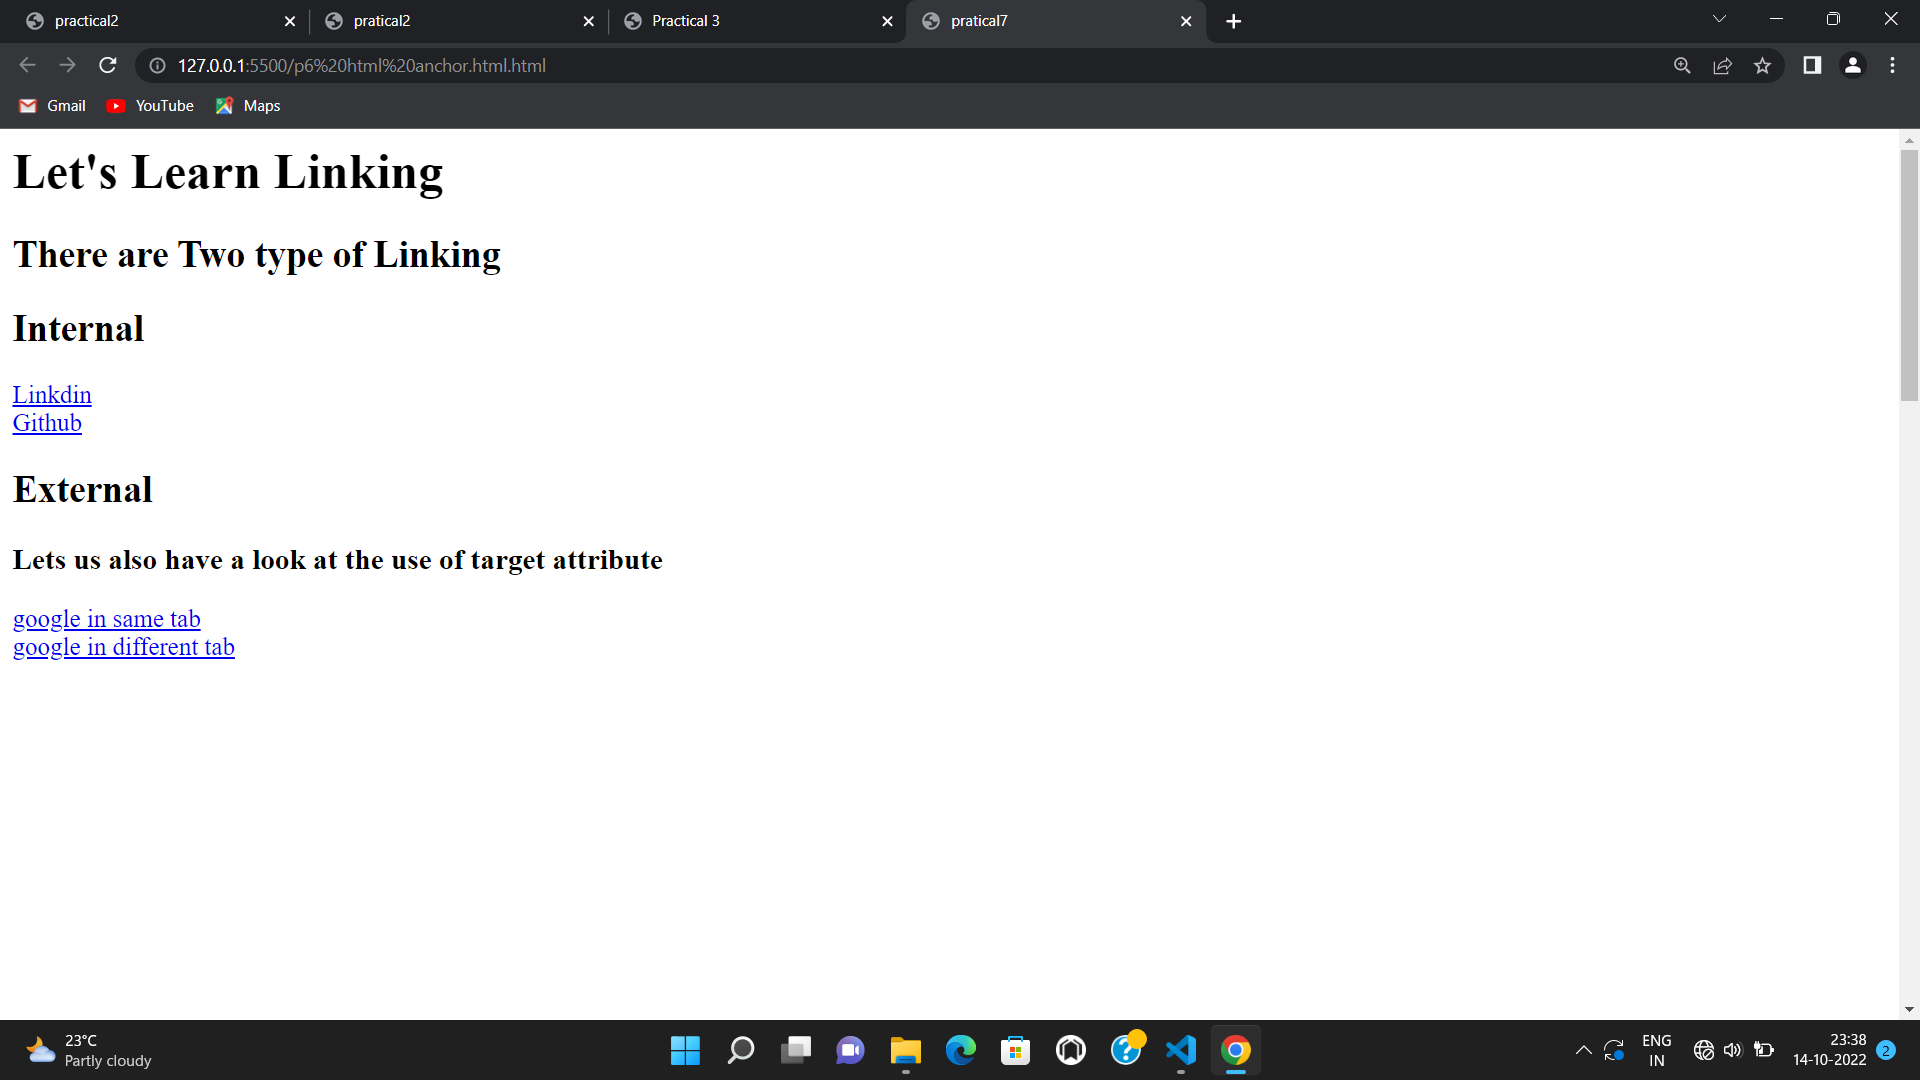 practical2
pratical2
Practical 3
pratical7
127.0.0.1:5500/p6%20html%20anchor.html.html
Gmail
YouTube
Maps
Let's Learn Linking
There are Two type of Linking
Internal
Linkdin
Github
External
Lets us also have a look at the use of target attribute
google in same tab
google in different tab
23°C
Partly cloudy
ENG
IN
23:38
14-10-2022
2